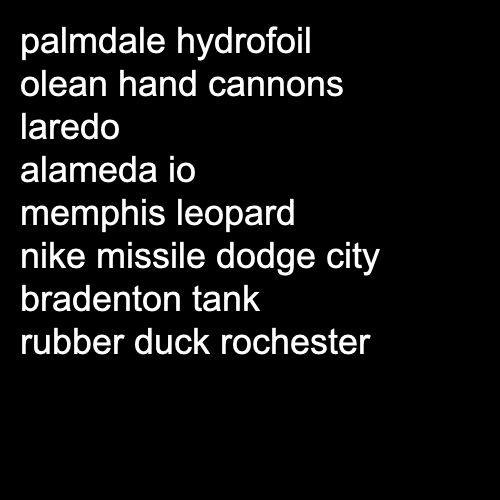 palmdale hydrofoil
olean hand cannons
laredo
alameda io
memphis leopard
nike missile dodge city
bradenton tank
rubber duck rochester